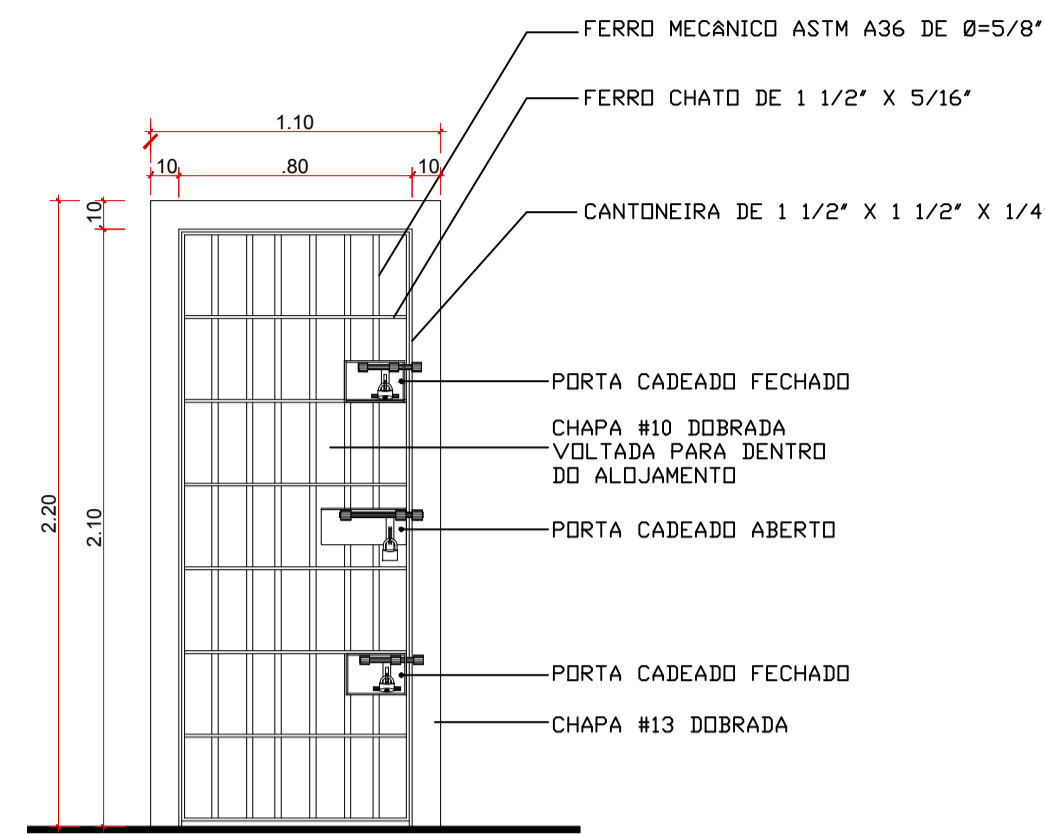 FERRO MECÂNICO ASTM A36 DE Ø=5/8"
FERRO CHATO DE 1 1/2" X 5/16"
1.10
.10 .80 .10
CANTONEIRA DE 1 1/2" X 1 1/2" X 1/4
.10
PORTA CADEADO FECHADO
CHAPA #10 DOBRADA
VOLTADA PARA DENTRO
DO ALOJAMENTO
2.20
2.10
PORTA CADEADO ABERTO
PORTA CADEADO FECHADO
CHAPA #13 DOBRADA